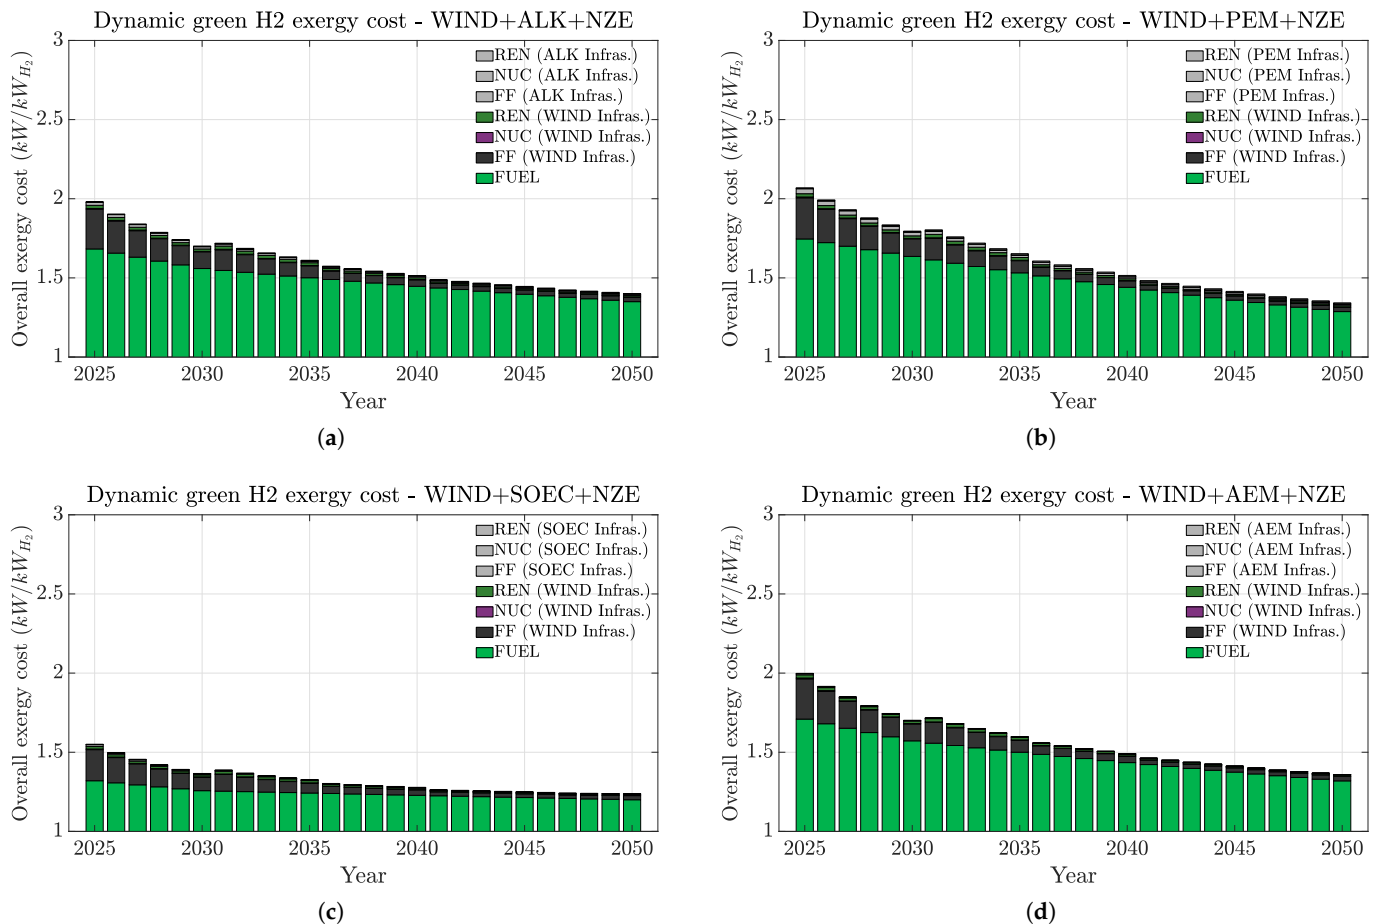 Dynamic green H2 exergy cost - WIND+ALK+NZE
Overall exergy cost (kW/kW_{H_2})
3
2.5
2
1.5
1
REN (ALK Infras.)
NUC (ALK Infras.)
FF (ALK Infras.)
REN (WIND Infras.)
NUC (WIND Infras.)
FF (WIND Infras.)
FUEL
2025 2030 2035 2040 2045 2050
Year
(a)
Dynamic green H2 exergy cost - WIND+PEM+NZE
Overall exergy cost (kW/kW_{H_2})
3
2.5
2
1.5
1
REN (PEM Infras.)
NUC (PEM Infras.)
FF (PEM Infras.)
REN (WIND Infras.)
NUC (WIND Infras.)
FF (WIND Infras.)
FUEL
2025 2030 2035 2040 2045 2050
Year
(b)
Dynamic green H2 exergy cost - WIND+SOEC+NZE
Overall exergy cost (kW/kW_{H_2})
3
2.5
2
1.5
1
REN (SOEC Infras.)
NUC (SOEC Infras.)
FF (SOEC Infras.)
REN (WIND Infras.)
NUC (WIND Infras.)
FF (WIND Infras.)
FUEL
2025 2030 2035 2040 2045 2050
Year
(c)
Dynamic green H2 exergy cost - WIND+AEM+NZE
Overall exergy cost (kW/kW_{H_2})
3
2.5
2
1.5
1
REN (AEM Infras.)
NUC (AEM Infras.)
FF (AEM Infras.)
REN (WIND Infras.)
NUC (WIND Infras.)
FF (WIND Infras.)
FUEL
2025 2030 2035 2040 2045 2050
Year
(d)